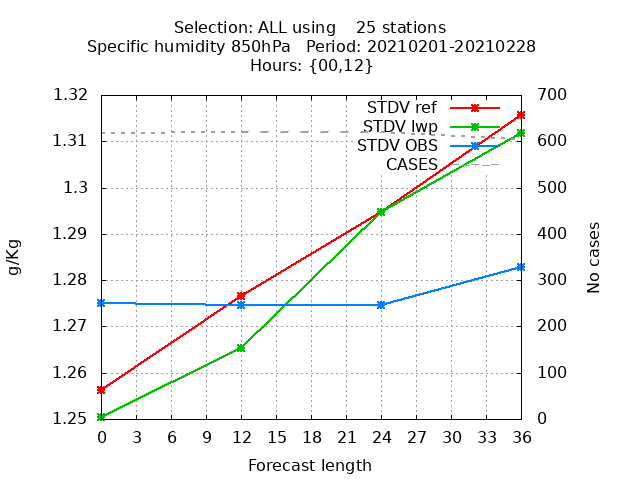 Selection: ALL using    25 stations
Specific humidity 850hPa   Period: 20210201-20210228
Hours: {00,12}
STDV ref
STDV lwp
STDV OBS
CASES
1.32
1.31
1.3
1.29
1.28
1.27
1.26
1.25
700
600
500
400
300
200
100
0
g/Kg
No cases
0 3 6 9 12 15 18 21 24 27 30 33 36
Forecast length